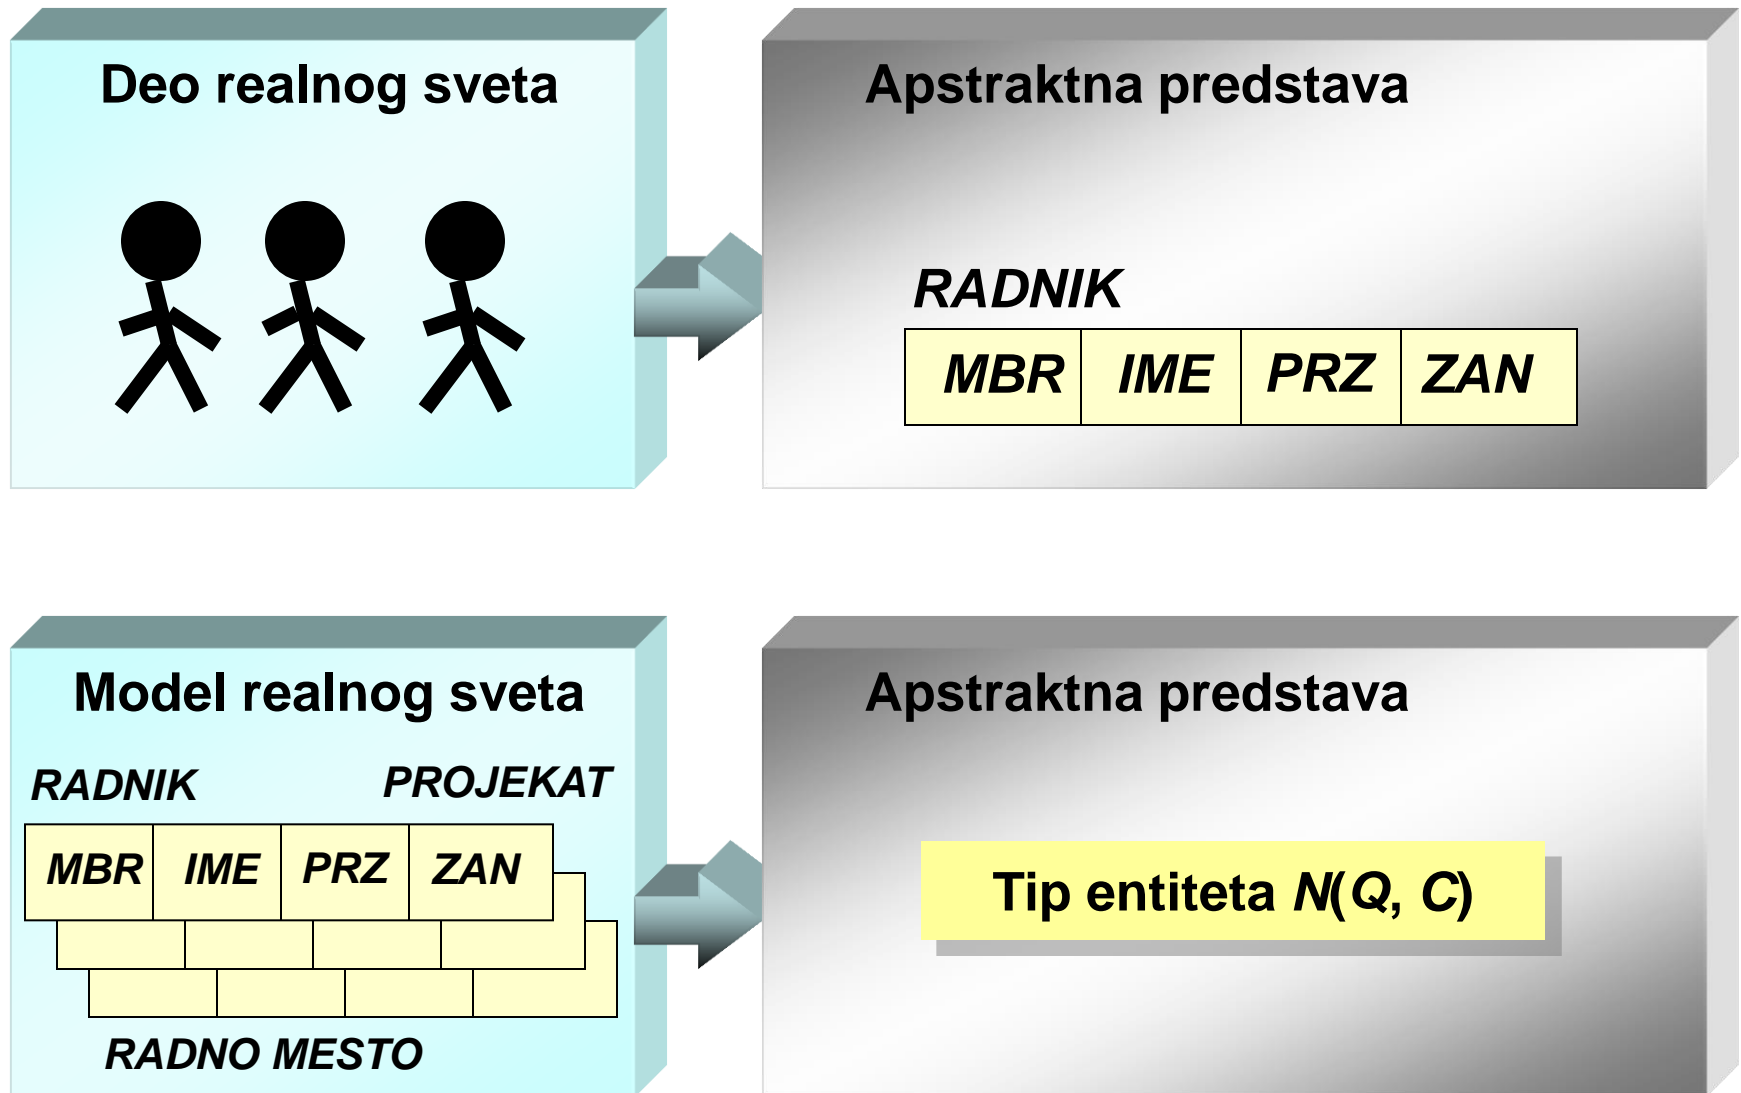 Deo realnog sveta
Apstraktna predstava
RADNIK
MBR IME PRZ ZAN
Model realnog sveta
RADNIK PROJEKAT
MBR IME PRZ ZAN
RADNO MESTO
Apstraktna predstava
Tip entiteta N(Q, C)